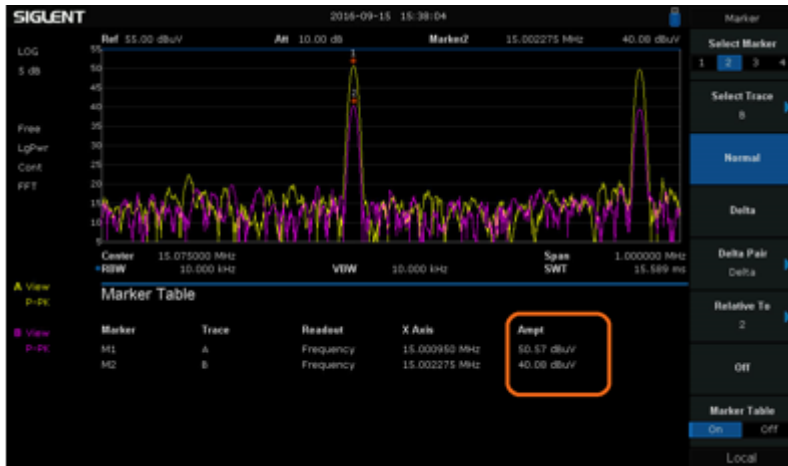 SIGLENT 2016-09-15 15:38:04 Marker
Ref 55.00 dBuV Att 10.00 dB Marker2 15.002275 MHz 40.08 dBuV
LOG
5 dB
Free
LgPwr
Cont
FFT
55
50
45
40
35
30
25
20
15
10
5
1
2
Center 15.075000 MHz Span 1.000000 MHz
RBW 10.000 kHz VBW 10.000 kHz SWT 15.589 ms
A View
P-PK
B View
P-PK
Marker Table
Marker Trace Readout X Axis Ampt
M1 A Frequency 15.000950 MHz 50.57 dBuV
M2 B Frequency 15.002275 MHz 40.08 dBuV
Select Marker
1 2 3 4
Select Trace
B
Normal
Delta
Delta Pair
Delta
Relative To
2
Off
Marker Table
On Off
Local